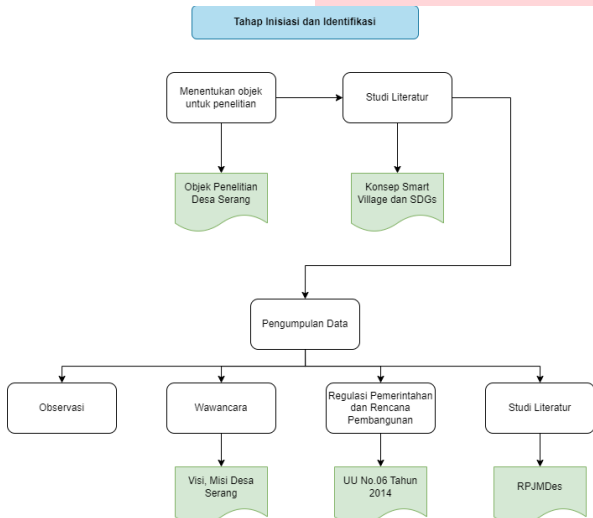 Tahap Inisiasi dan Identifikasi
Menentukan objek
untuk penelitian
Studi Literatur
Objek Penelitian
Desa Serang
Konsep Smart
Village dan SDGs
Pengumpulan Data
Observasi
Wawancara
Regulasi Pemerintahan
dan Rencana
Pembangunan
Studi Literatur
Visi, Misi Desa
Serang
UU No.06 Tahun
2014
RPJMDes